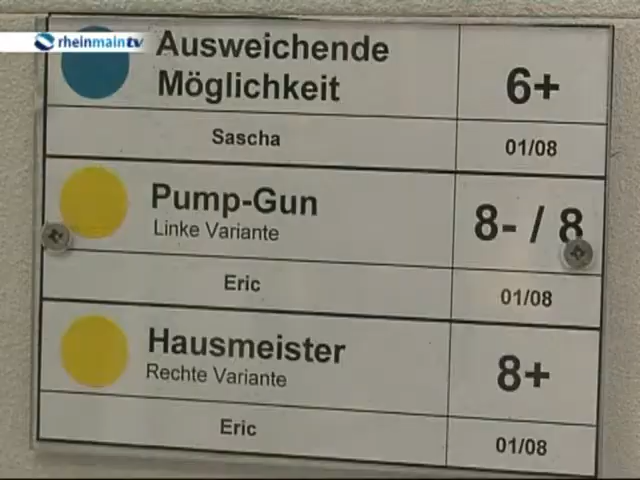 rheinmaintv
Ausweichende
Möglichkeit
6+
Sascha
01/08
Pump-Gun
Linke Variante
8- / 8
Eric
01/08
Hausmeister
Rechte Variante
8+
Eric
01/08